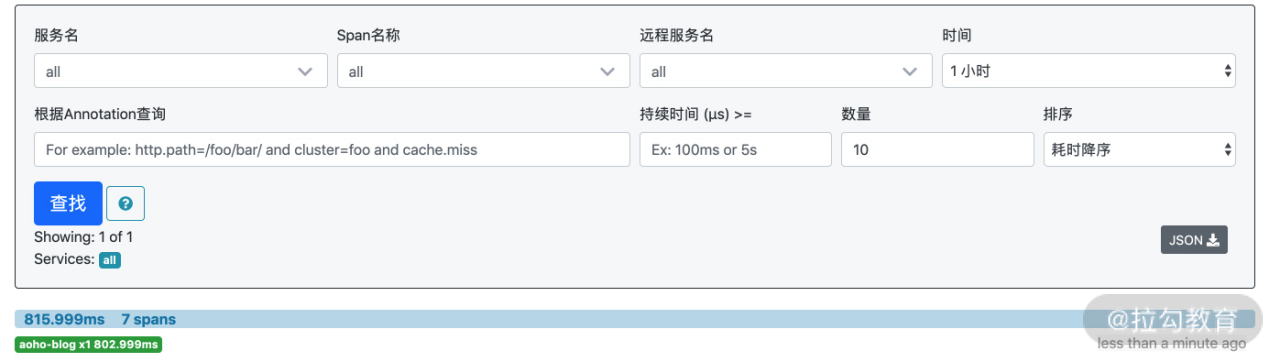 服务名 Span名称 远程服务名 时间
all all all 1 小时
根据Annotation查询 持续时间 (μs) >= 数量 排序
For example: http.path=/foo/bar/ and cluster=foo and cache.miss Ex: 100ms or 5s 10 耗时降序
查找 ?
Showing: 1 of 1
JSON
Services: all
815.999ms 7 spans
@拉勾教育
aoho-blog x1 802.999ms
less than a minute ago